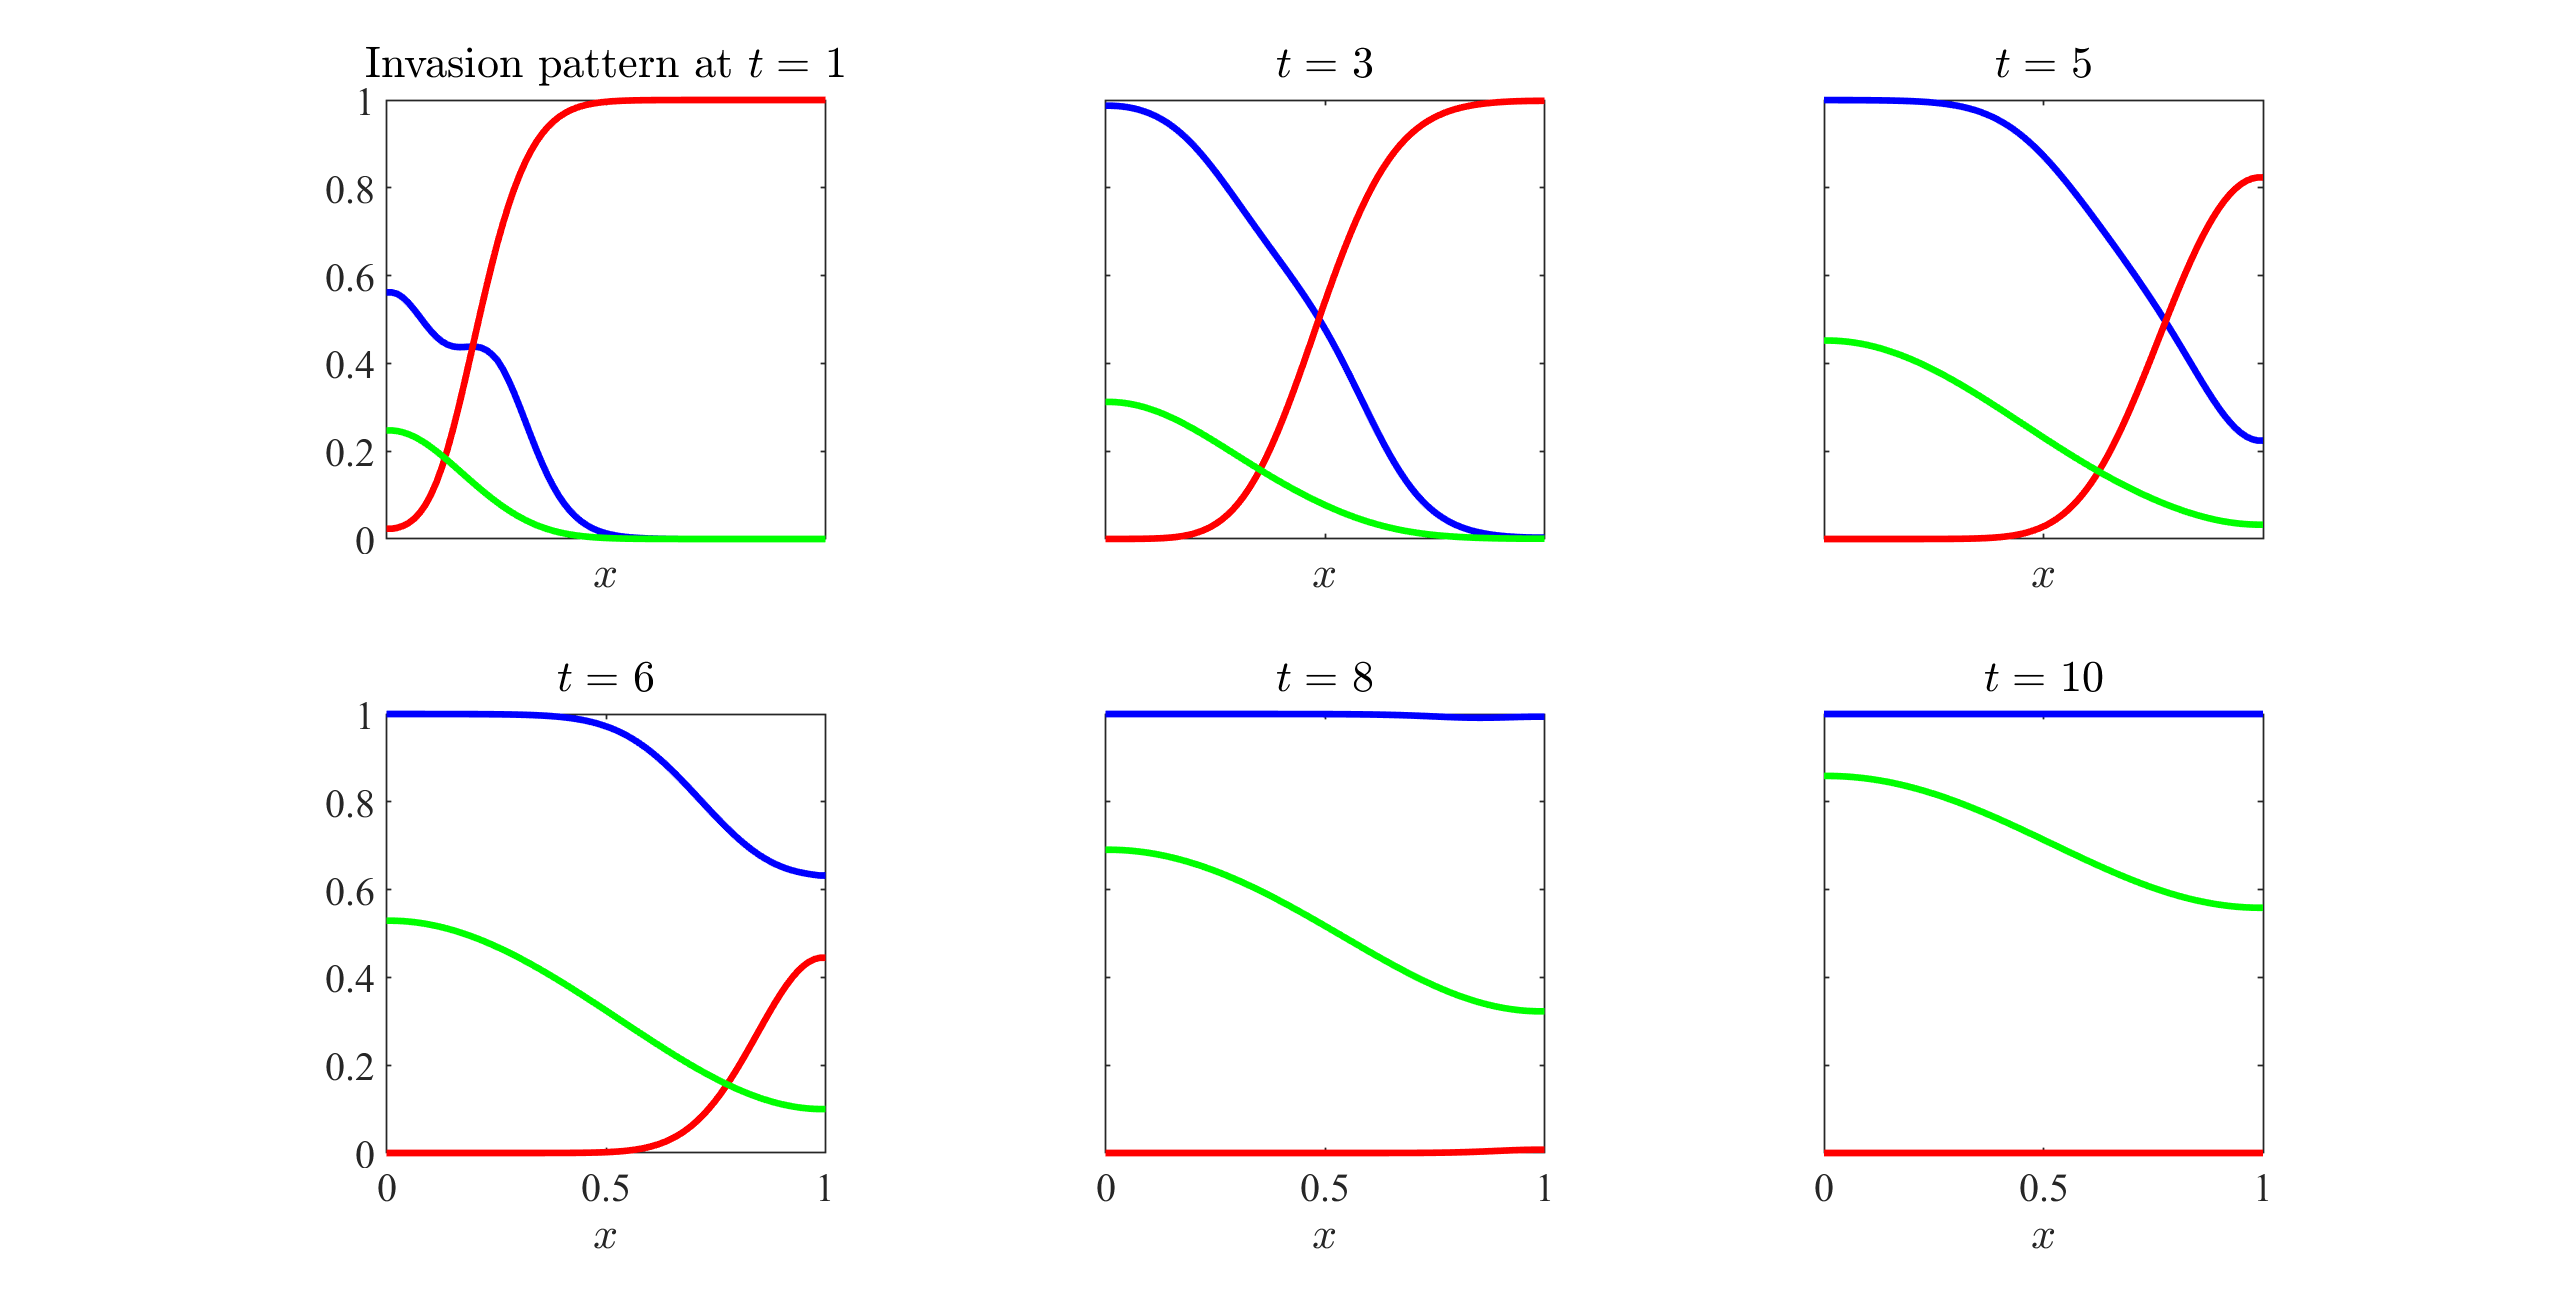 Invasion pattern at t = 1
t = 3
t = 5
1
0.8
0.6
0.4
0.2
0
x
x
x
t = 6
t = 8
t = 10
1
0.8
0.6
0.4
0.2
0
0 0.5 1
0 0.5 1
0 0.5 1
x
x
x